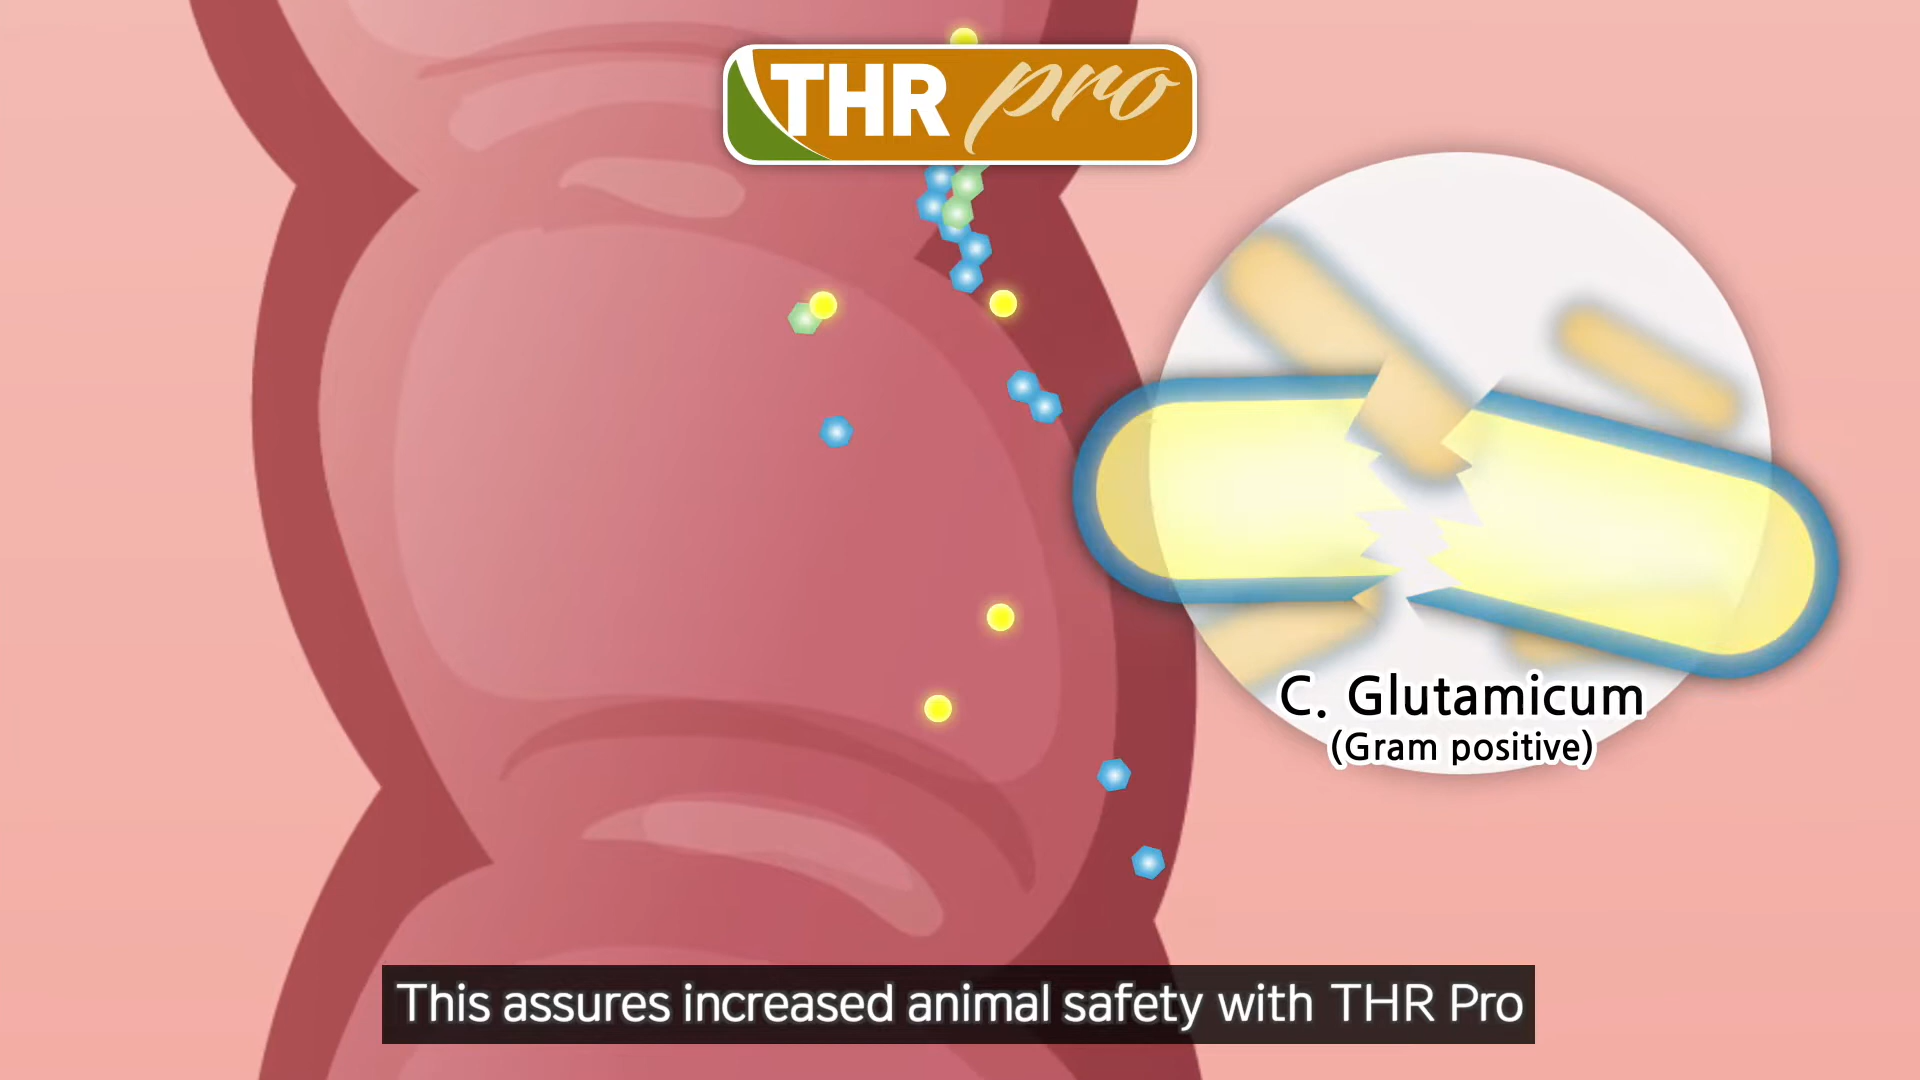 THR pro
C. Glutamicum
(Gram positive)
This assures increased animal safety with THR Pro